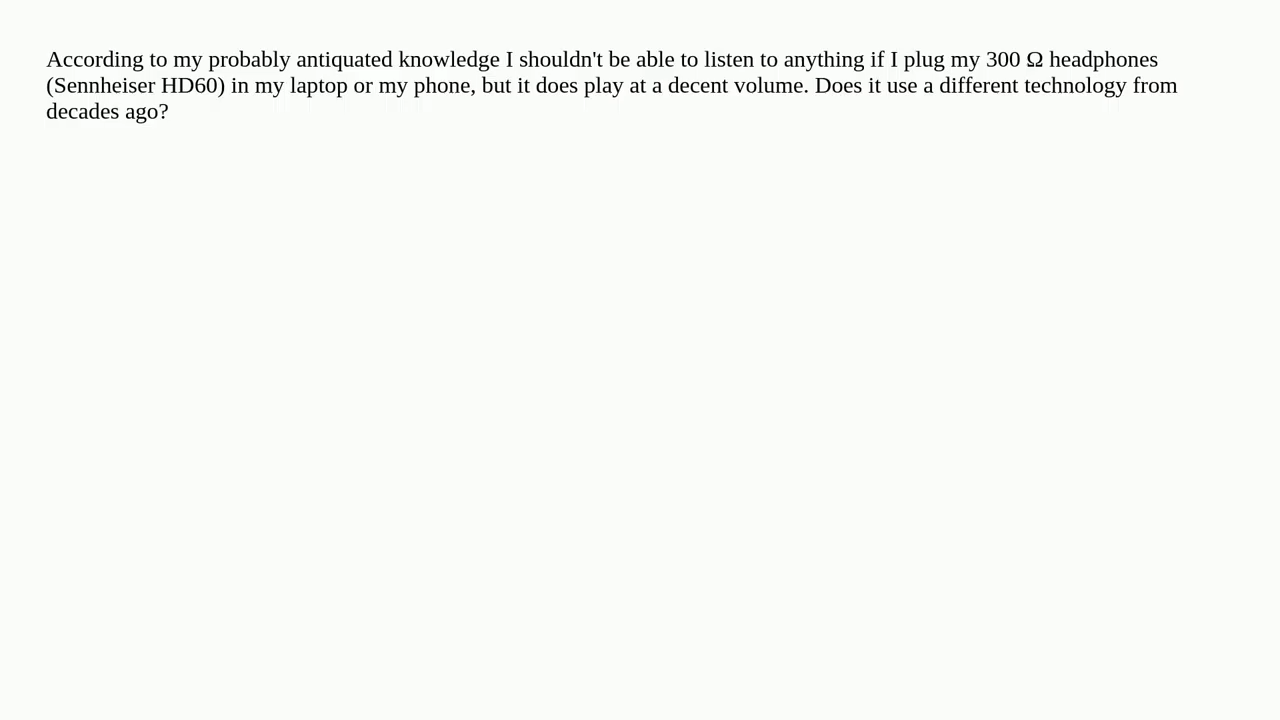 According to my probably antiquated knowledge I shouldn't be able to listen to anything if I plug my 300 Ω headphones
(Sennheiser HD60) in my laptop or my phone, but it does play at a decent volume. Does it use a different technology from
decades ago?